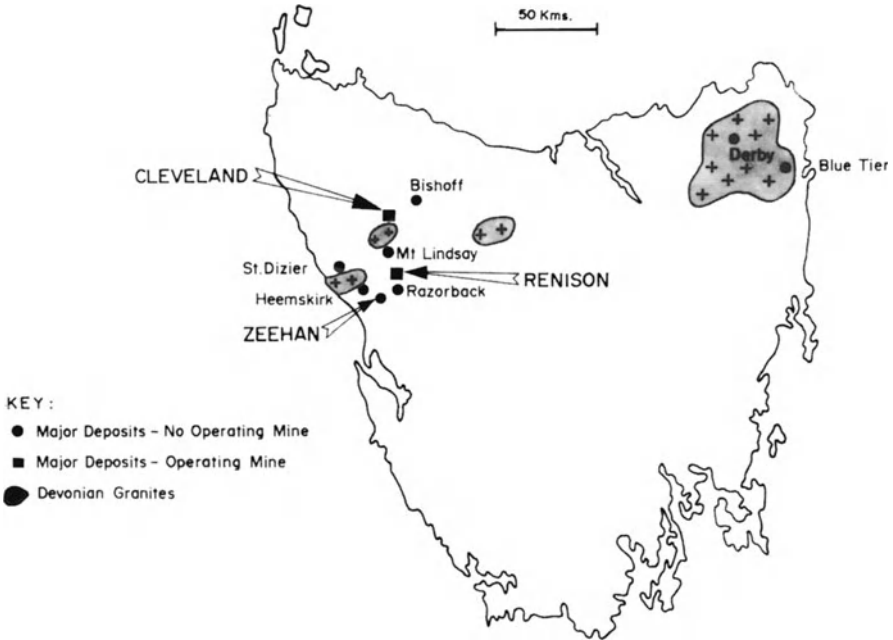 50 Kms.
CLEVELAND
Bishoff
Derby
Blue Tier
Mt Lindsay
St. Dizier
RENISON
Heemskirk
Razorback
ZEEHAN
KEY:
Major Deposits - No Operating Mine
Major Deposits - Operating Mine
Devonian Granites